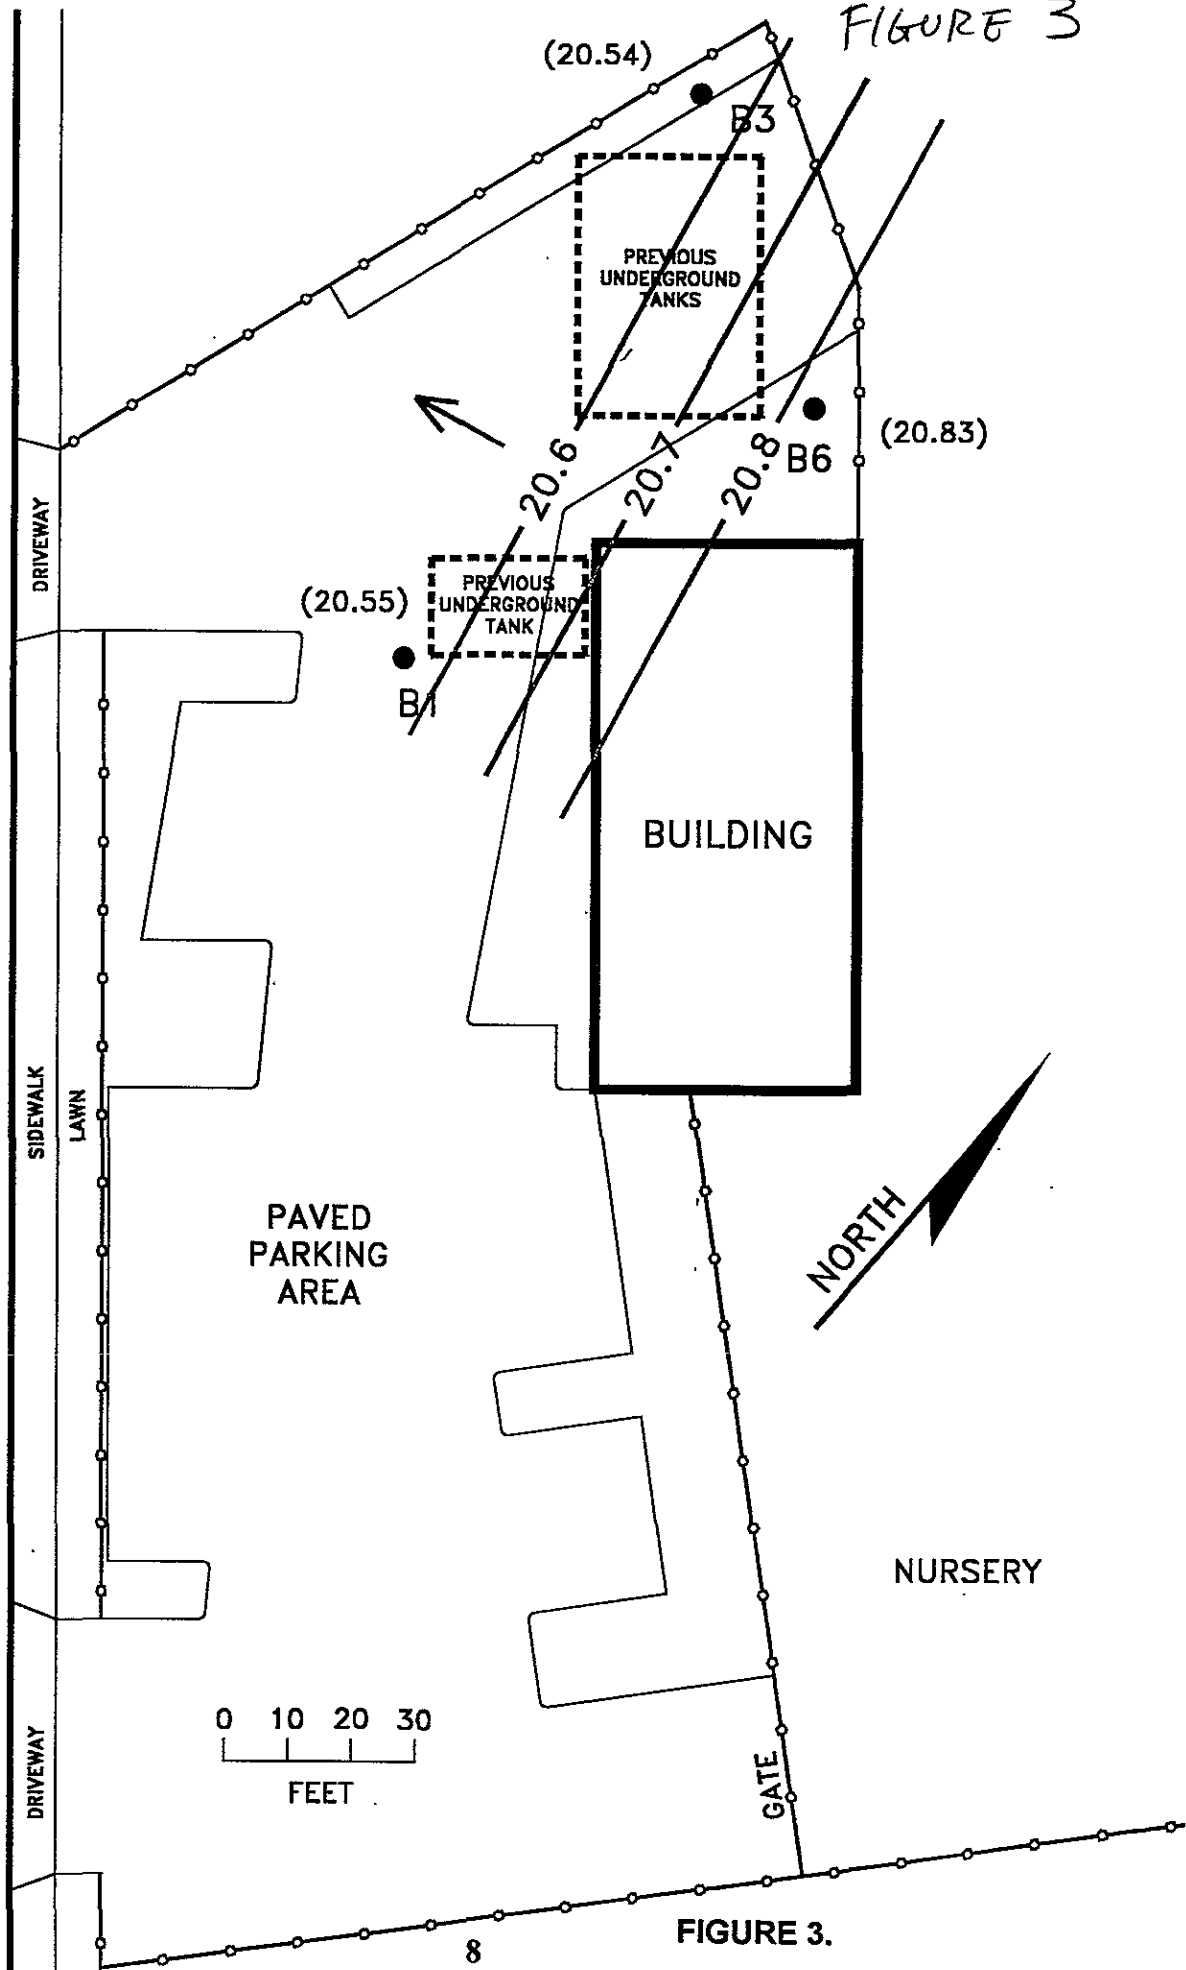 FIGURE 3
(20.54)
B3
PREVIOUS
UNDERGROUND
TANKS
20.6
20.7
20.8
B6
(20.83)
DRIVEWAY
(20.55)
PREVIOUS
UNDERGROUND
TANK
B1
BUILDING
SIDEWALK
LAWN
PAVED
PARKING
AREA
NORTH
NURSERY
0 10 20 30
FEET
DRIVEWAY
GATE
FIGURE 3.
8